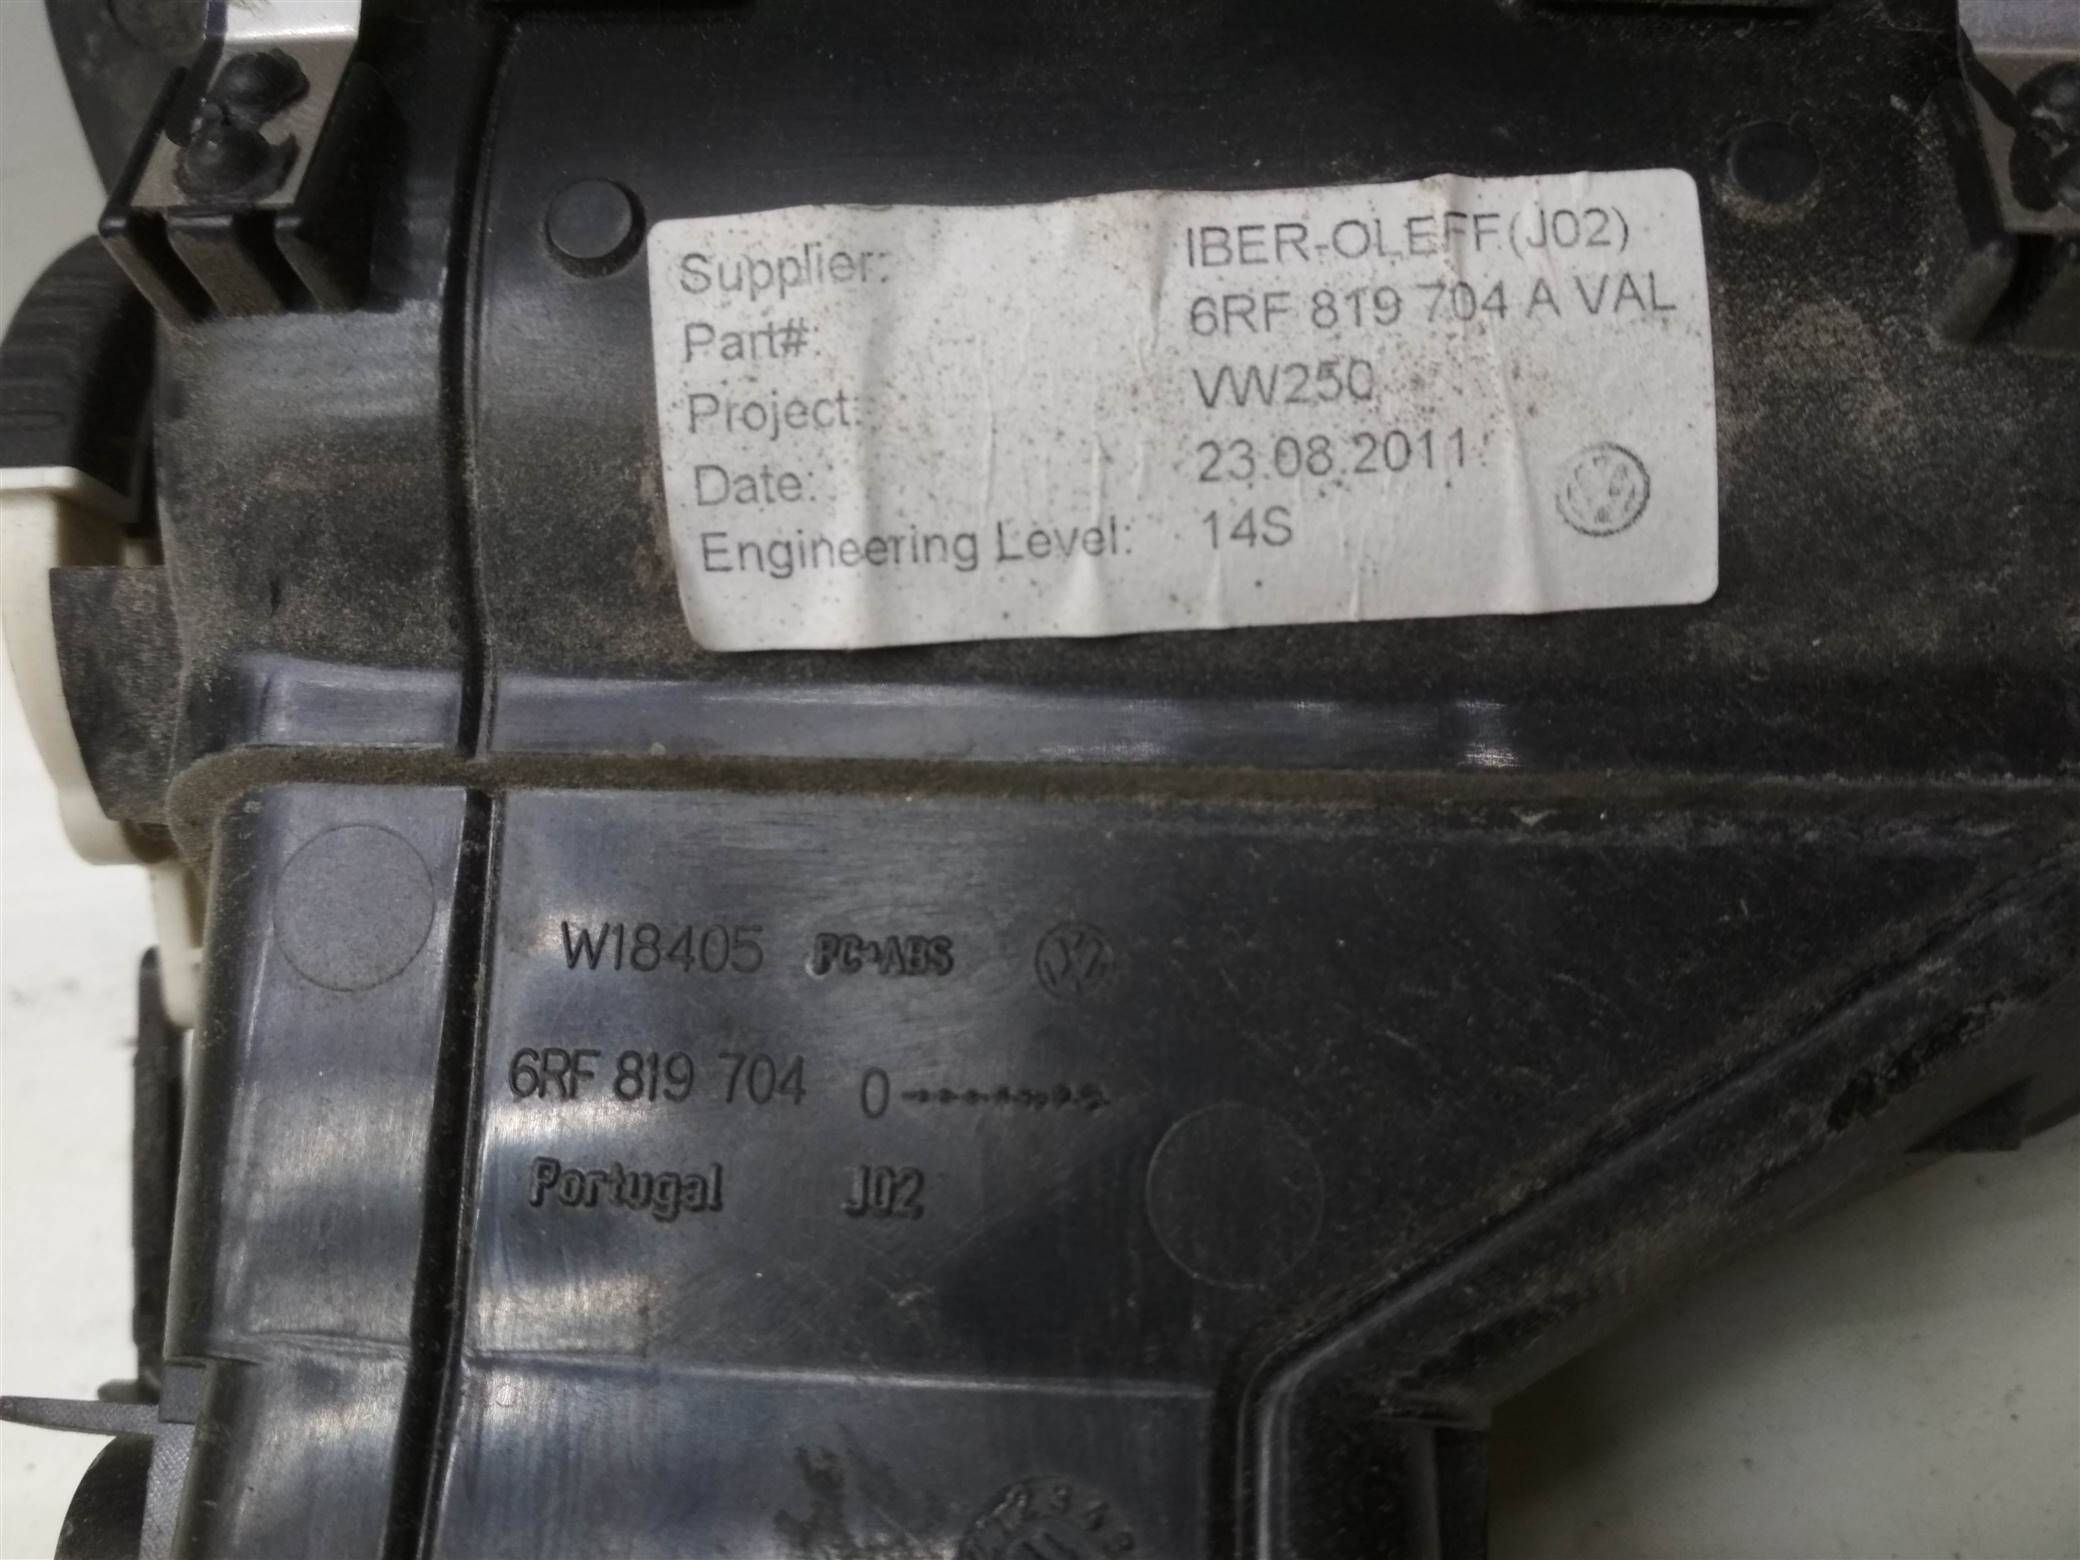 Supplier: IBER-OLEFF(J02)
Part#: 6RF 819 704 A VAL
Project: VW250
Date: 23.08.2011
Engineering Level: 14S
W18405 PC+ABS
6RF 819 704 0
Portugal J02